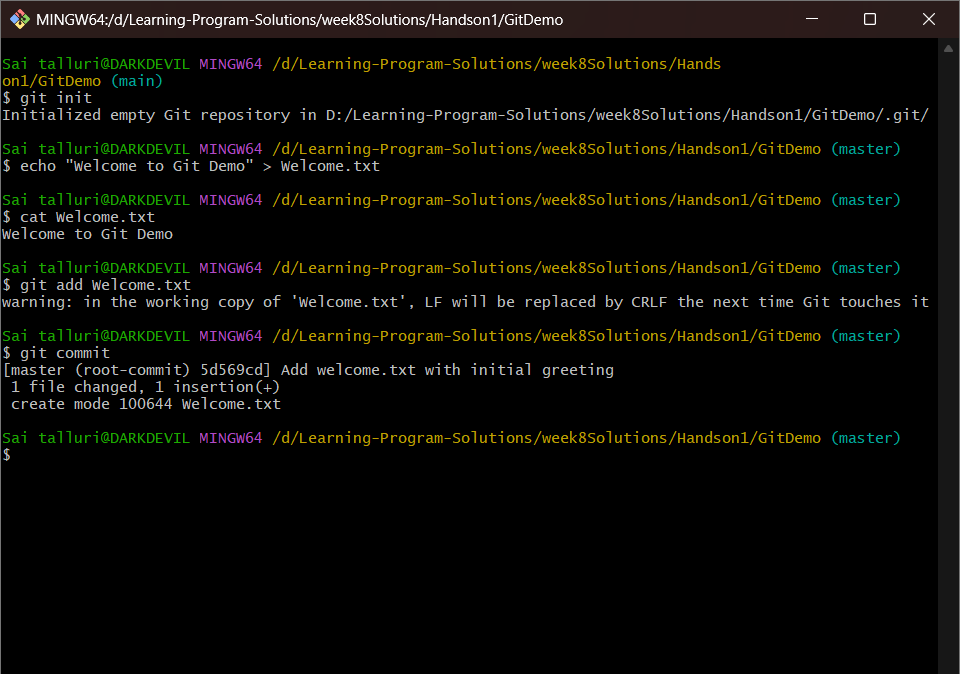 MINGW64:/d/Learning-Program-Solutions/week8Solutions/Handson1/GitDemo
Sai talluri@DARKDEVIL MINGW64 /d/Learning-Program-Solutions/week8Solutions/Hands
on1/GitDemo (main)
$ git init
Initialized empty Git repository in D:/Learning-Program-Solutions/week8Solutions/Handson1/GitDemo/.git/
Sai talluri@DARKDEVIL MINGW64 /d/Learning-Program-Solutions/week8Solutions/Handson1/GitDemo (master)
$ echo "Welcome to Git Demo" > Welcome.txt
Sai talluri@DARKDEVIL MINGW64 /d/Learning-Program-Solutions/week8Solutions/Handson1/GitDemo (master)
$ cat Welcome.txt
Welcome to Git Demo
Sai talluri@DARKDEVIL MINGW64 /d/Learning-Program-Solutions/week8Solutions/Handson1/GitDemo (master)
$ git add Welcome.txt
warning: in the working copy of 'Welcome.txt', LF will be replaced by CRLF the next time Git touches it
Sai talluri@DARKDEVIL MINGW64 /d/Learning-Program-Solutions/week8Solutions/Handson1/GitDemo (master)
$ git commit
[master (root-commit) 5d569cd] Add welcome.txt with initial greeting
 1 file changed, 1 insertion(+)
 create mode 100644 Welcome.txt
Sai talluri@DARKDEVIL MINGW64 /d/Learning-Program-Solutions/week8Solutions/Handson1/GitDemo (master)
$